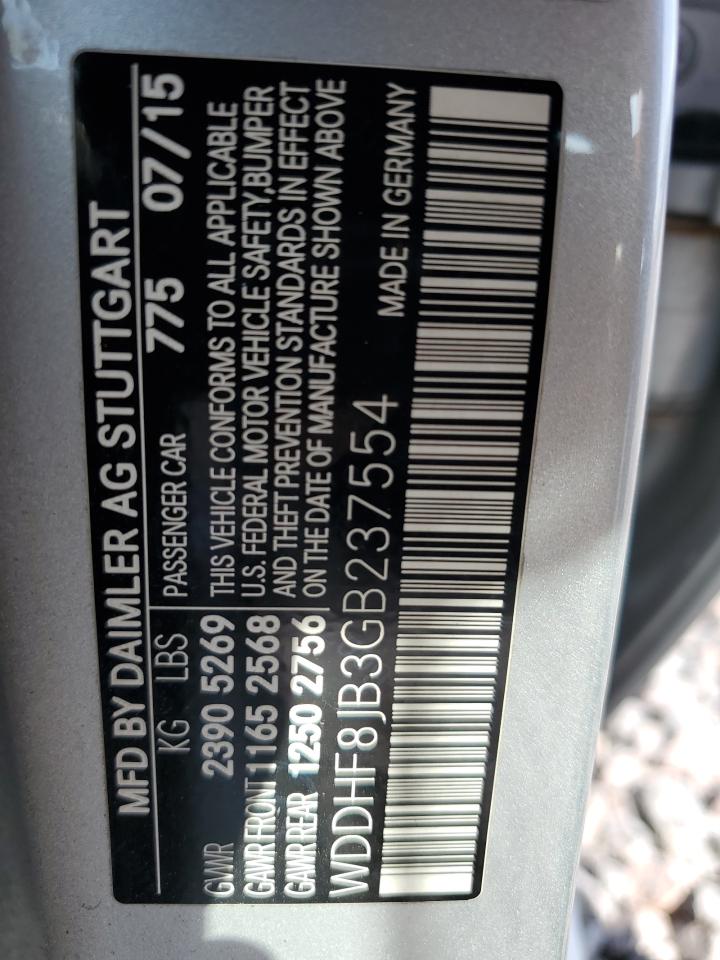 MFD BY DAIMLER AG STUTTGART
775 07/15
KG LBS PASSENGER CAR
GVWR 2390 5269 THIS VEHICLE CONFORMS TO ALL APPLICABLE
GAWR FRONT 1165 2568 U.S. FEDERAL MOTOR VEHICLE SAFETY,BUMPER
GAWR REAR 1250 2756 AND THEFT PREVENTION STANDARDS IN EFFECT
ON THE DATE OF MANUFACTURE SHOWN ABOVE
WDDHF8JB3GB237554 MADE IN GERMANY